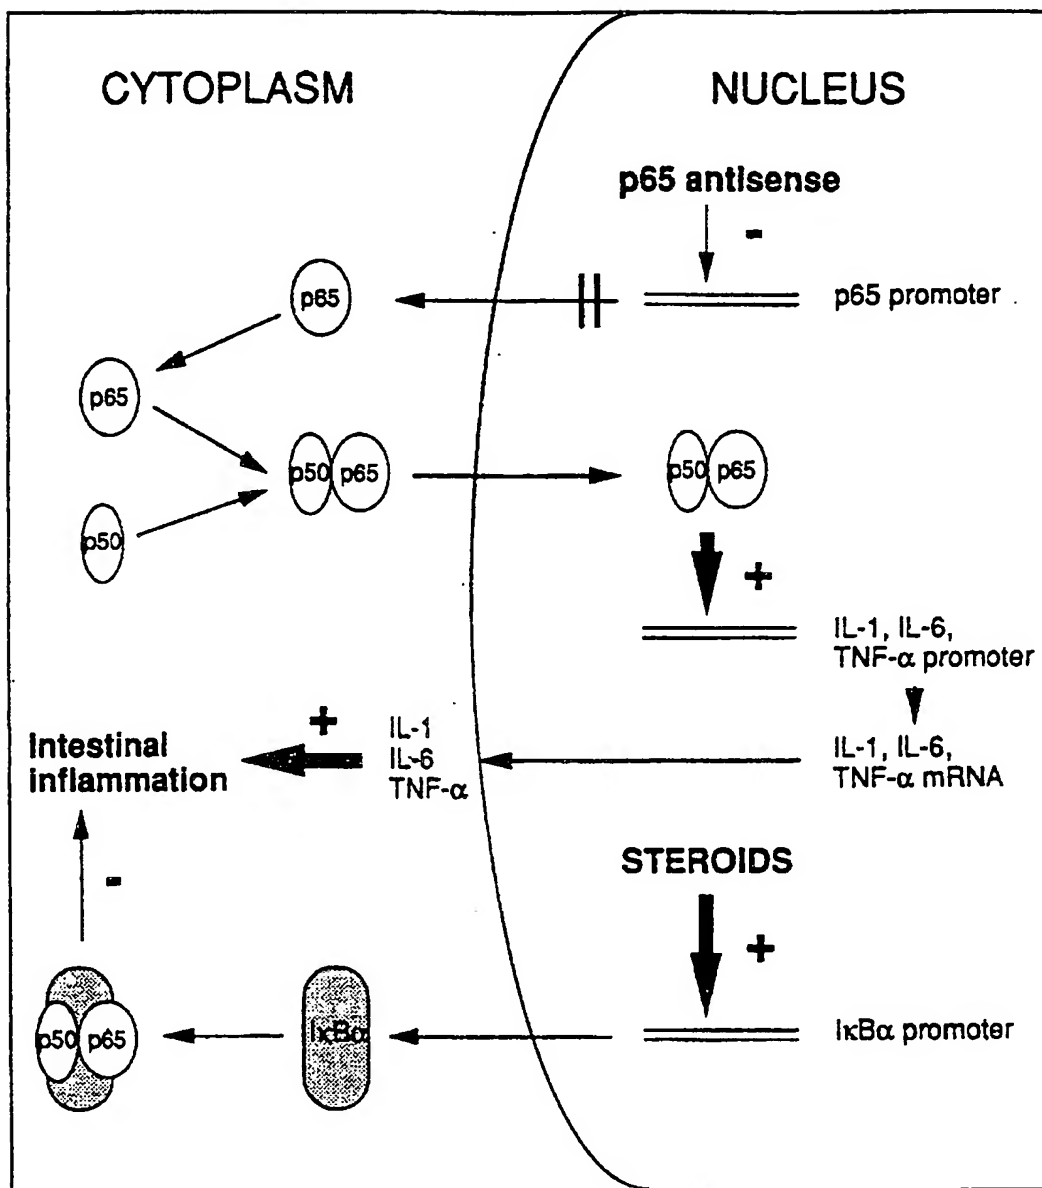 CYTOPLASM
NUCLEUS
p65 antisense
-
p65 promoter
p65
p65
p50 p65
p50 p65
p50
+
IL-1, IL-6,
TNF-α promoter
+
IL-1
IL-6
TNF-α
Intestinal
inflammation
IL-1, IL-6,
TNF-α mRNA
STEROIDS
-
+
p50 p65
IκBα
IκBα promoter